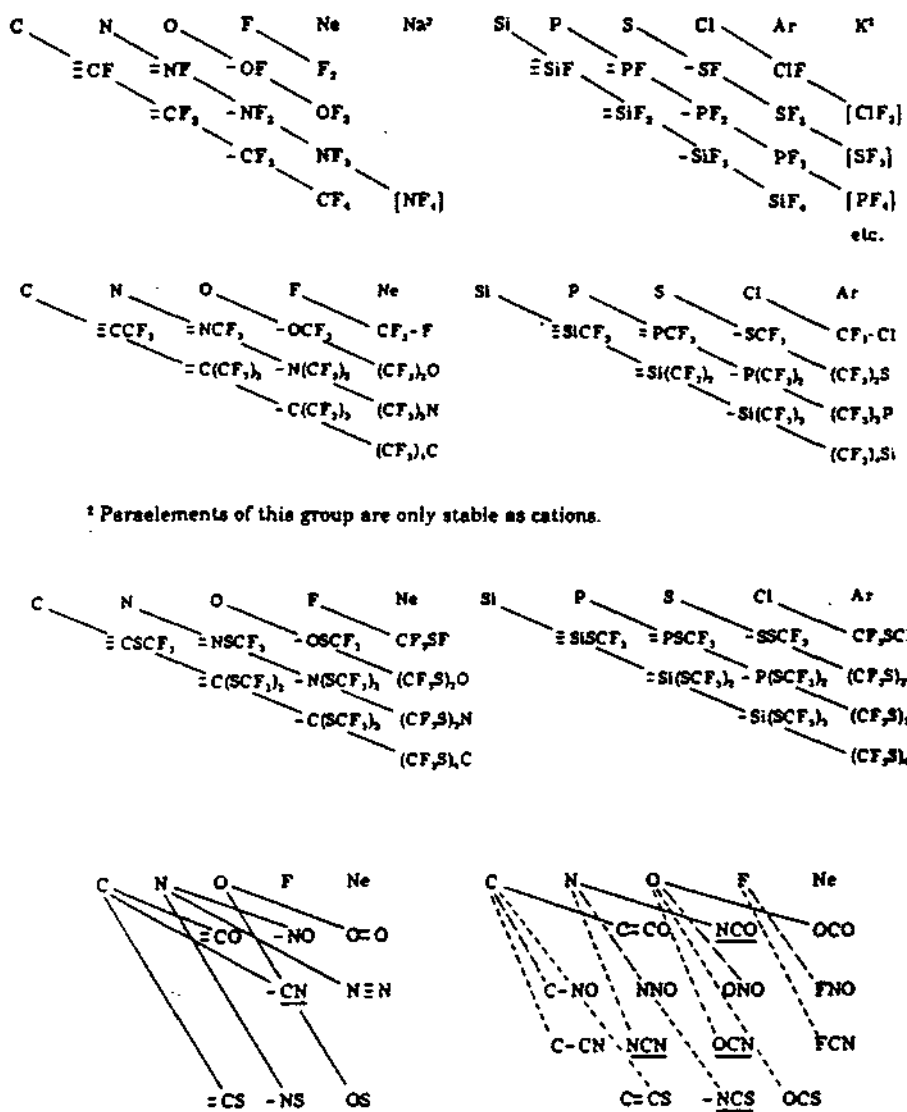 C N O F Ne Na² Si P S Cl Ar K²
≡CF =NF -OF F₂ ≡SiF =PF -SF ClF
=CF₂ -NF₂ OF₂ =SiF₂ -PF₂ SF₂ [ClF₂]
-CF₃ NF₃ -SiF₃ PF₃ [SF₃]
CF₄ [NF₄] SiF₄ [PF₄]
etc.
C N O F Ne Si P S Cl Ar
≡CCF₃ =NCF₃ -OCF₃ CF₃-F ≡SiCF₃ =PCF₃ -SCF₃ CF₃-Cl
=C(CF₃)₂ -N(CF₃)₂ (CF₃)₂O =Si(CF₃)₂ -P(CF₃)₂ (CF₃)₂S
-C(CF₃)₃ (CF₃)₃N -Si(CF₃)₃ (CF₃)₃P
(CF₃)₄C (CF₃)₄Si
² Paraelements of this group are only stable as cations.
C N O F Ne Si P S Cl Ar
≡CSCF₃ =NSCF₃ -OSCF₃ CF₃SF ≡SiSCF₃ =PSCF₃ -SSCF₃ CF₃SCl
=C(SCF₃)₂ -N(SCF₃)₂ (CF₃S)₂O =Si(SCF₃)₂ -P(SCF₃)₂ (CF₃S)₂
-C(SCF₃)₃ (CF₃S)₃N -Si(SCF₃)₃ (CF₃S)₃
(CF₃S)₄C (CF₃S)₄
C N O F Ne C N O F Ne
=CO -NO O=O C=CO NCO OCO
-CN N≡N C-NO NNO ONO FNO
C-CN NCN OCN FCN
=CS -NS OS C=CS -NCS OCS